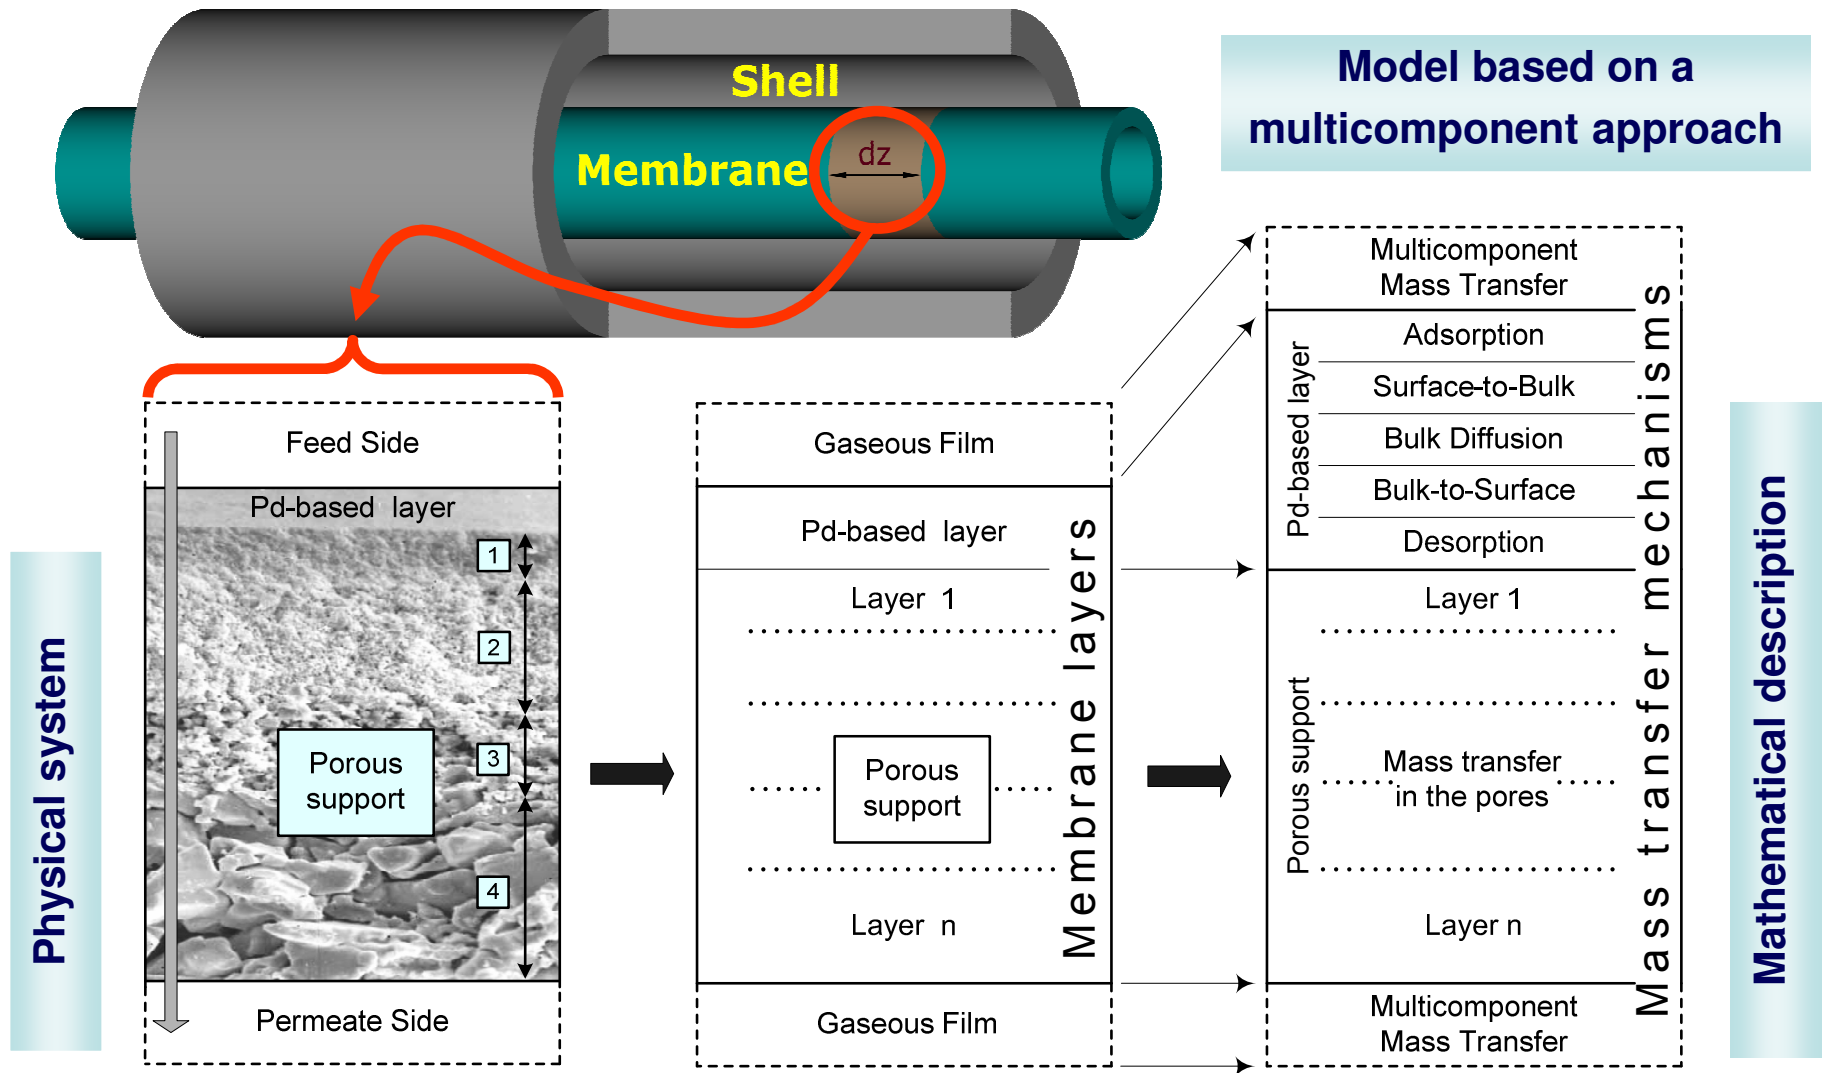 Shell
Membrane
dz
Model based on a
multicomponent approach
Physical system
Feed Side
Pd-based layer
1
2
3
4
Porous
support
Permeate Side
Gaseous Film
Pd-based layer
Layer 1
Porous
support
Layer n
Gaseous Film
Membrane layers
Multicomponent
Mass Transfer
Pd-based layer
Adsorption
Surface-to-Bulk
Bulk Diffusion
Bulk-to-Surface
Desorption
Porous support
Layer 1
Mass transfer
in the pores
Layer n
Multicomponent
Mass Transfer
Mass transfer mechanisms
Mathematical description